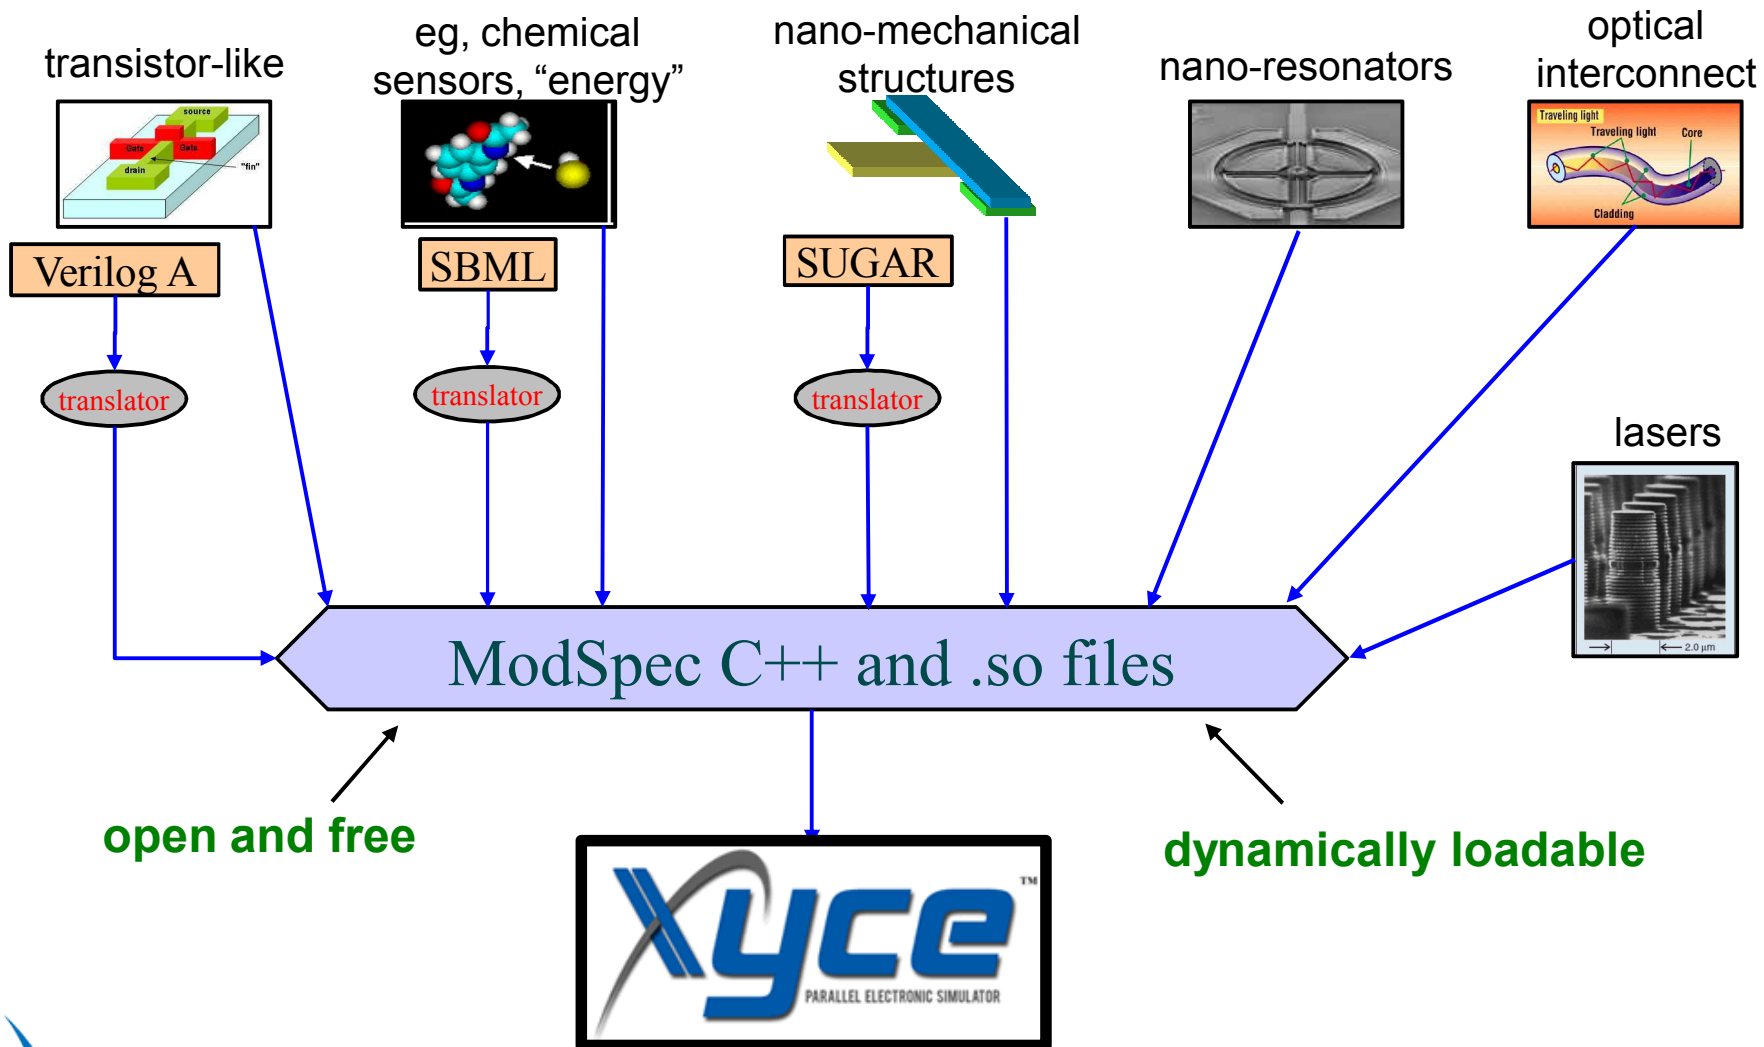 transistor-like
eg, chemical
sensors, “energy”
nano-mechanical
structures
nano-resonators
optical
interconnect
source
Gate
Gate
drain
"fin"
Traveling light
Traveling light
Core
Cladding
Verilog A
SBML
SUGAR
translator
translator
translator
lasers
2.0 µm
ModSpec C++ and .so files
open and free
dynamically loadable
Xyce™
PARALLEL ELECTRONIC SIMULATOR